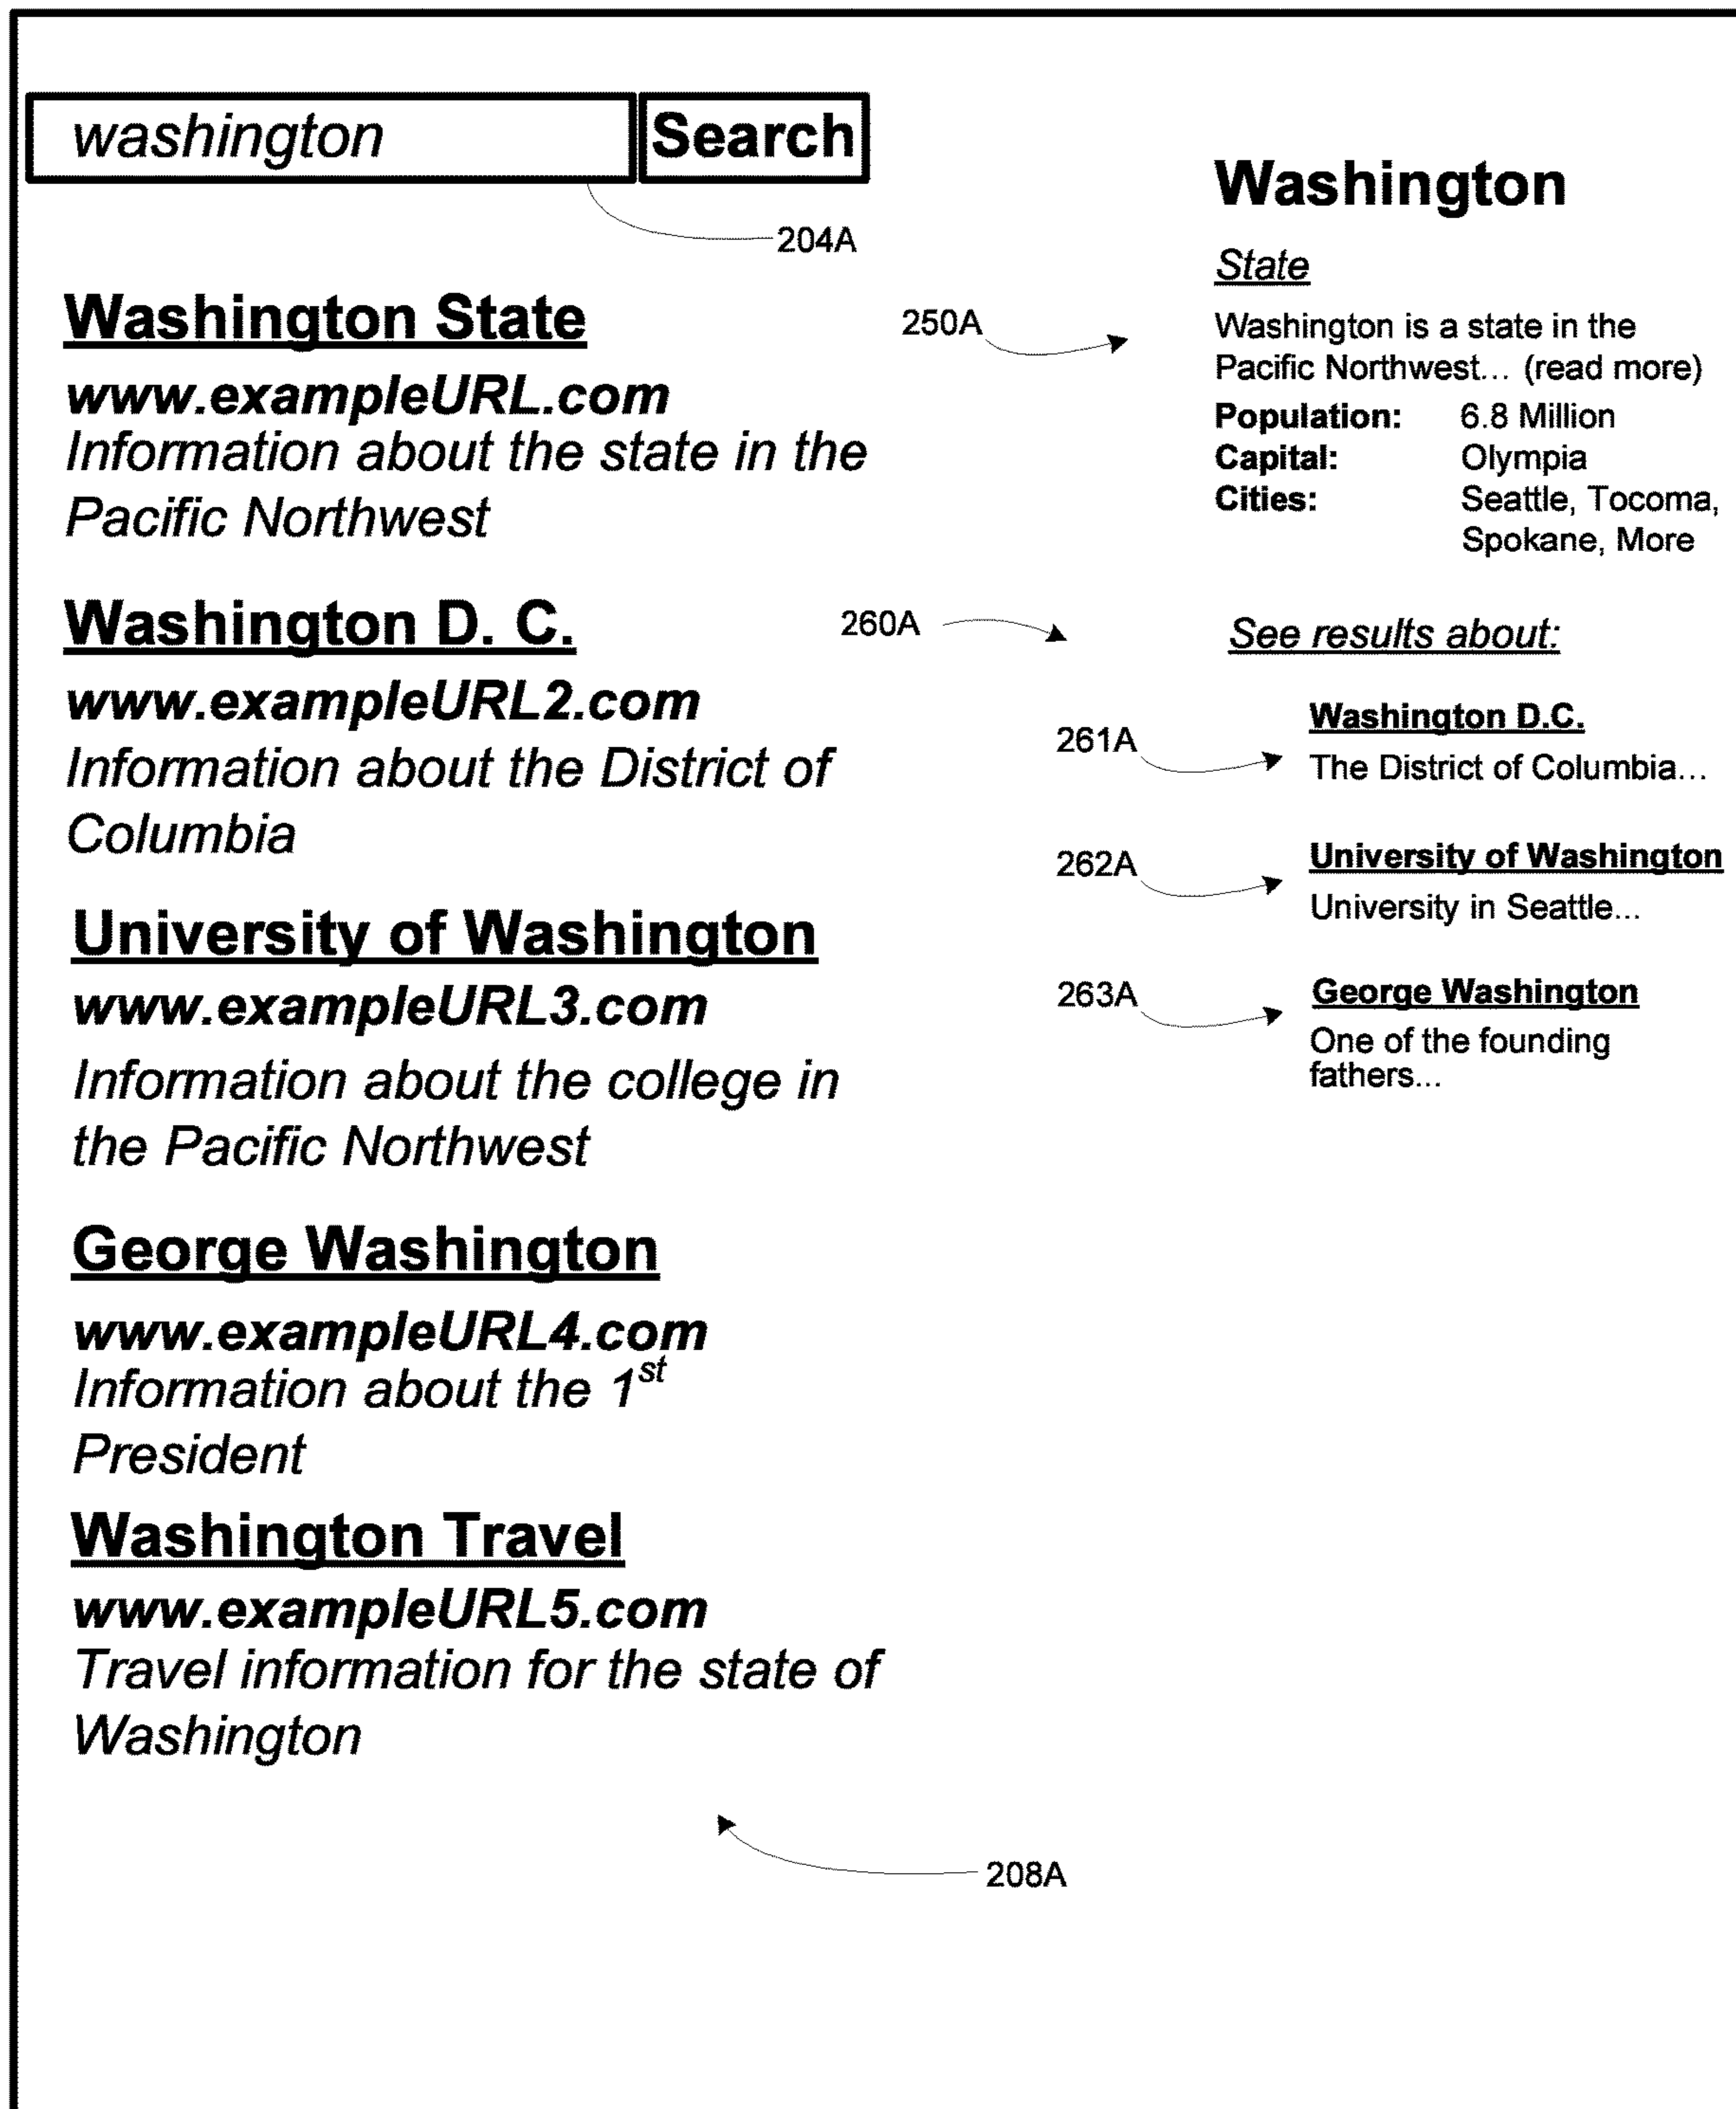 washington
Search
204A
Washington State
www.exampleURL.com
Information about the state in the
Pacific Northwest
Washington D. C.
www.exampleURL2.com
Information about the District of
Columbia
University of Washington
www.exampleURL3.com
Information about the college in
the Pacific Northwest
George Washington
www.exampleURL4.com
Information about the 1st
President
Washington Travel
www.exampleURL5.com
Travel information for the state of
Washington
208A
Washington
State
250A
Washington is a state in the
Pacific Northwest... (read more)
Population: 6.8 Million
Capital: Olympia
Cities: Seattle, Tocoma,
Spokane, More
260A
See results about:
261A
Washington D.C.
The District of Columbia...
262A
University of Washington
University in Seattle...
263A
George Washington
One of the founding
fathers...